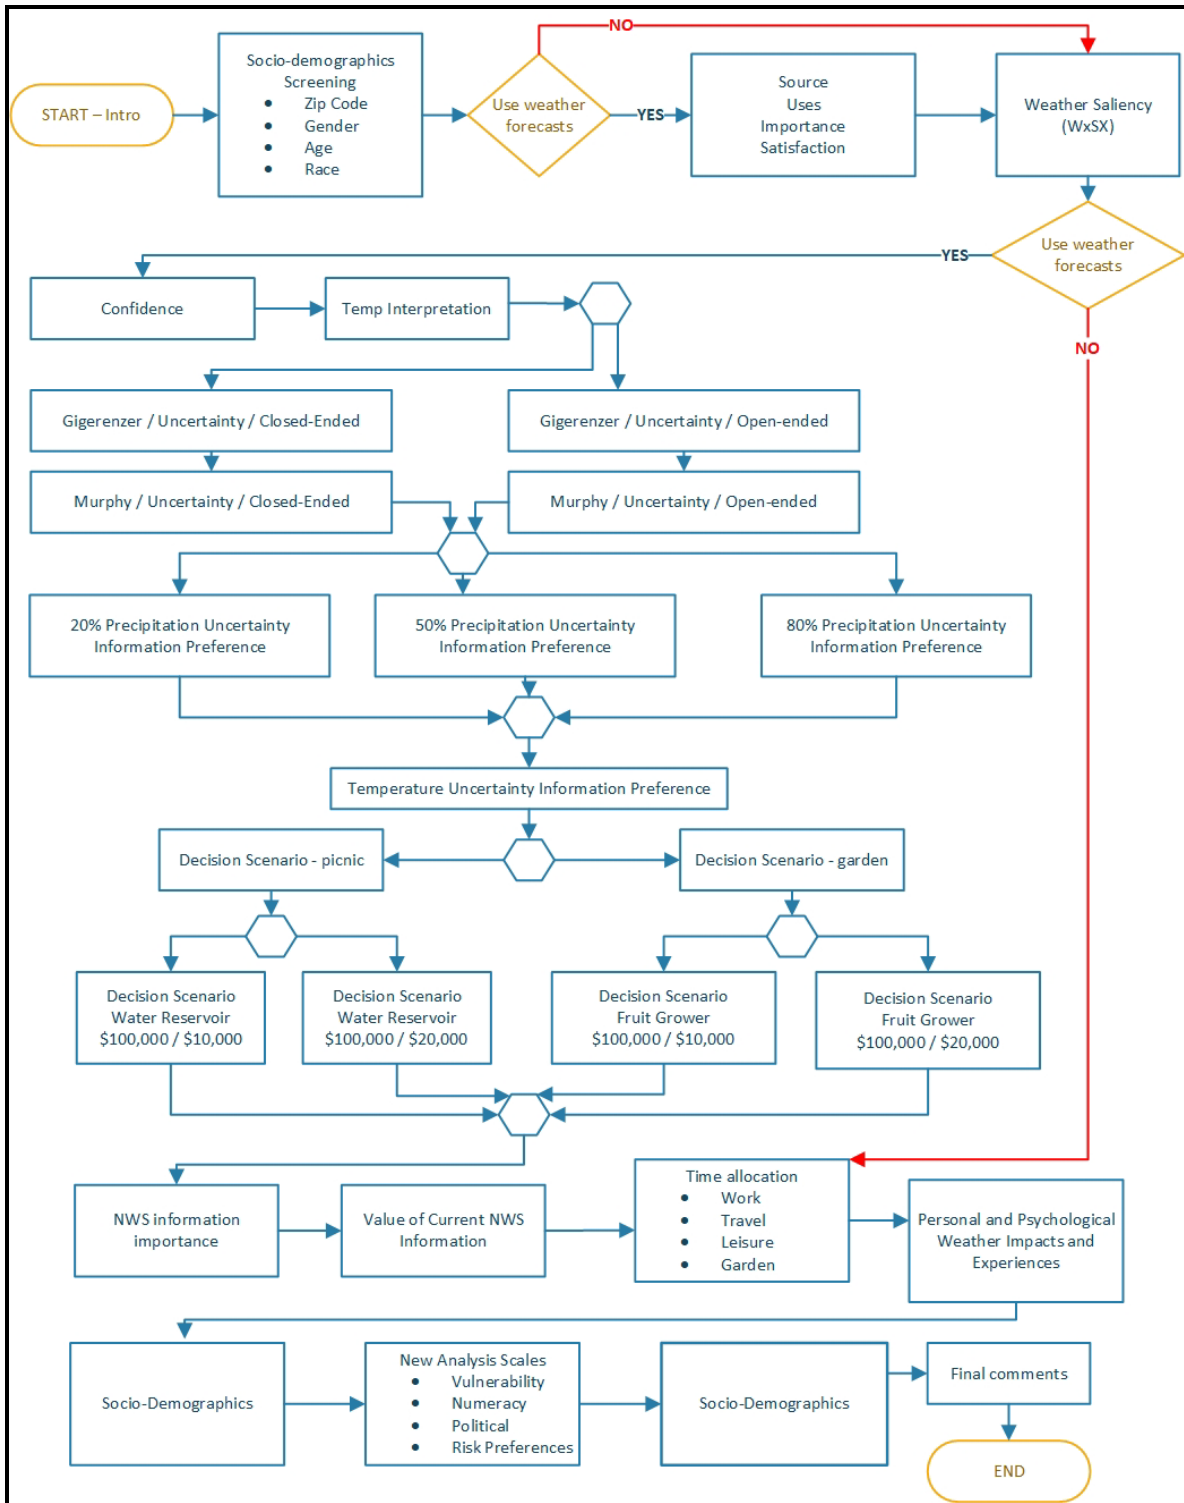 NO
START – Intro
Socio-demographics
Screening
• Zip Code
• Gender
• Age
• Race
Use weather
forecasts
YES
Source
Uses
Importance
Satisfaction
Weather Saliency
(WxSX)
Use weather
forecasts
YES
NO
Confidence
Temp Interpretation
Gigerenzer / Uncertainty / Closed-Ended
Gigerenzer / Uncertainty / Open-ended
Murphy / Uncertainty / Closed-Ended
Murphy / Uncertainty / Open-ended
20% Precipitation Uncertainty
Information Preference
50% Precipitation Uncertainty
Information Preference
80% Precipitation Uncertainty
Information Preference
Temperature Uncertainty Information Preference
Decision Scenario - picnic
Decision Scenario - garden
Decision Scenario
Water Reservoir
$100,000 / $10,000
Decision Scenario
Water Reservoir
$100,000 / $20,000
Decision Scenario
Fruit Grower
$100,000 / $10,000
Decision Scenario
Fruit Grower
$100,000 / $20,000
NWS information
importance
Value of Current NWS
Information
Time allocation
• Work
• Travel
• Leisure
• Garden
Personal and Psychological
Weather Impacts and
Experiences
Socio-Demographics
New Analysis Scales
• Vulnerability
• Numeracy
• Political
• Risk Preferences
Socio-Demographics
Final comments
END